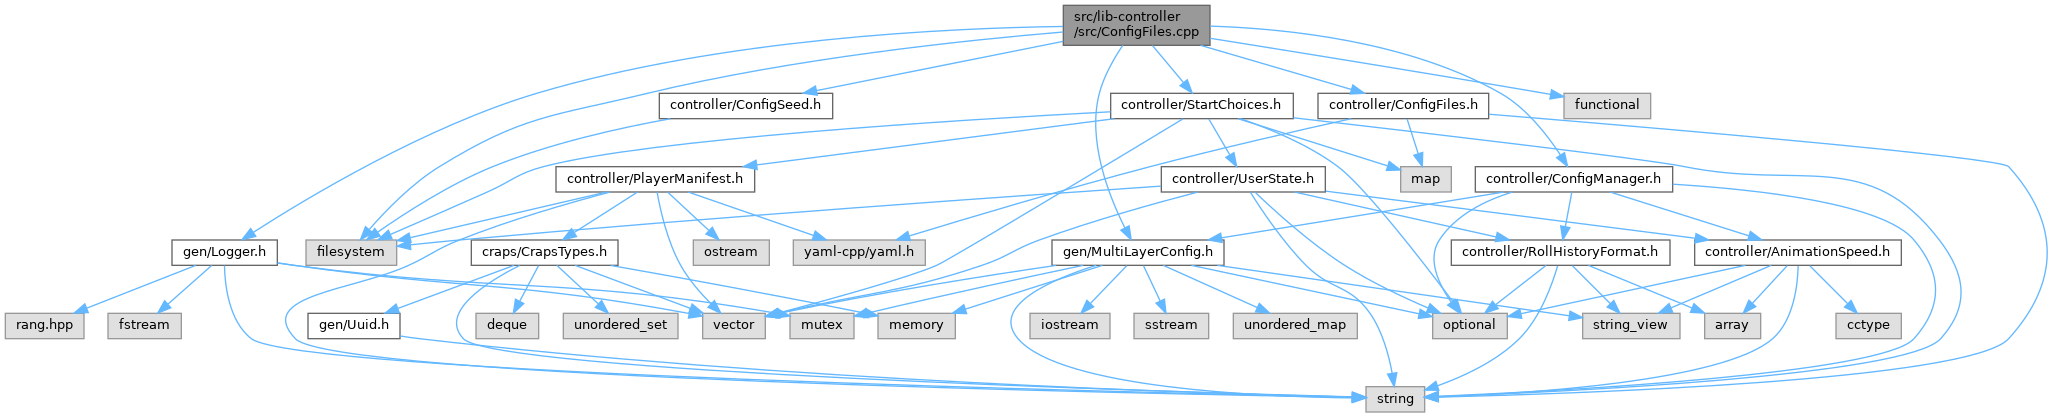 src/lib-controller
/src/ConfigFiles.cpp
controller/ConfigSeed.h
controller/StartChoices.h
controller/ConfigFiles.h
functional
controller/PlayerManifest.h
controller/UserState.h
map
controller/ConfigManager.h
gen/Logger.h
filesystem
craps/CrapsTypes.h
ostream
yaml-cpp/yaml.h
gen/MultiLayerConfig.h
controller/RollHistoryFormat.h
controller/AnimationSpeed.h
rang.hpp
fstream
gen/Uuid.h
deque
unordered_set
vector
mutex
memory
iostream
sstream
unordered_map
optional
string_view
array
cctype
string